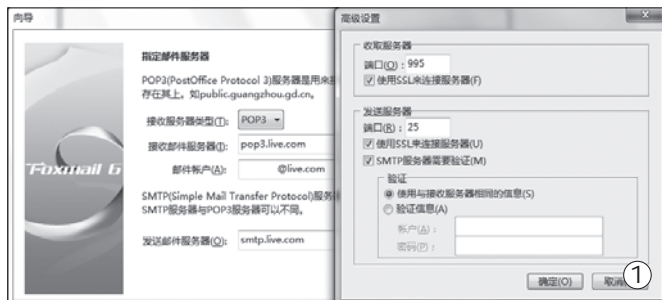 向导
Foxmail 6
指定邮件服务器
POP3(PostOffice Protocol 3)服务器是用来
存在其上。如public.guangzhou.gd.cn。
接收服务器类型(T): POP3
接收邮件服务器(I): pop3.live.com
邮件帐户(A): @live.com
SMTP(Simple Mail Transfer Protocol)服务
SMTP服务器与POP3服务器可以不同。
发送邮件服务器(O): smtp.live.com
高级设置
收取服务器
端口(O): 995
使用SSL来连接服务器(F)
发送服务器
端口(R): 25
使用SSL来连接服务器(U)
SMTP服务器需要验证(M)
验证
使用与接收服务器相同的信息(S)
验证信息(A)
帐户(A):
密码(P):
确定(O) 取消
①